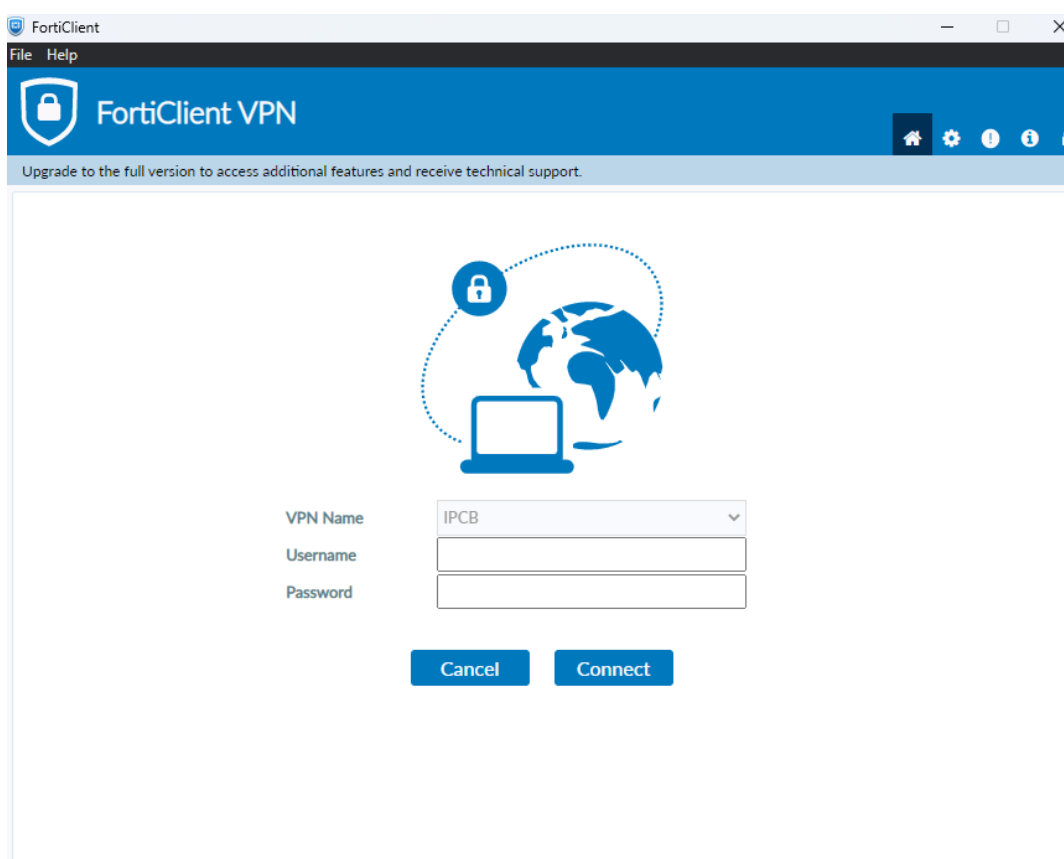 FortiClient
File Help
FortiClient VPN
Upgrade to the full version to access additional features and receive technical support.
VPN Name IPCB
Username
Password
Cancel Connect